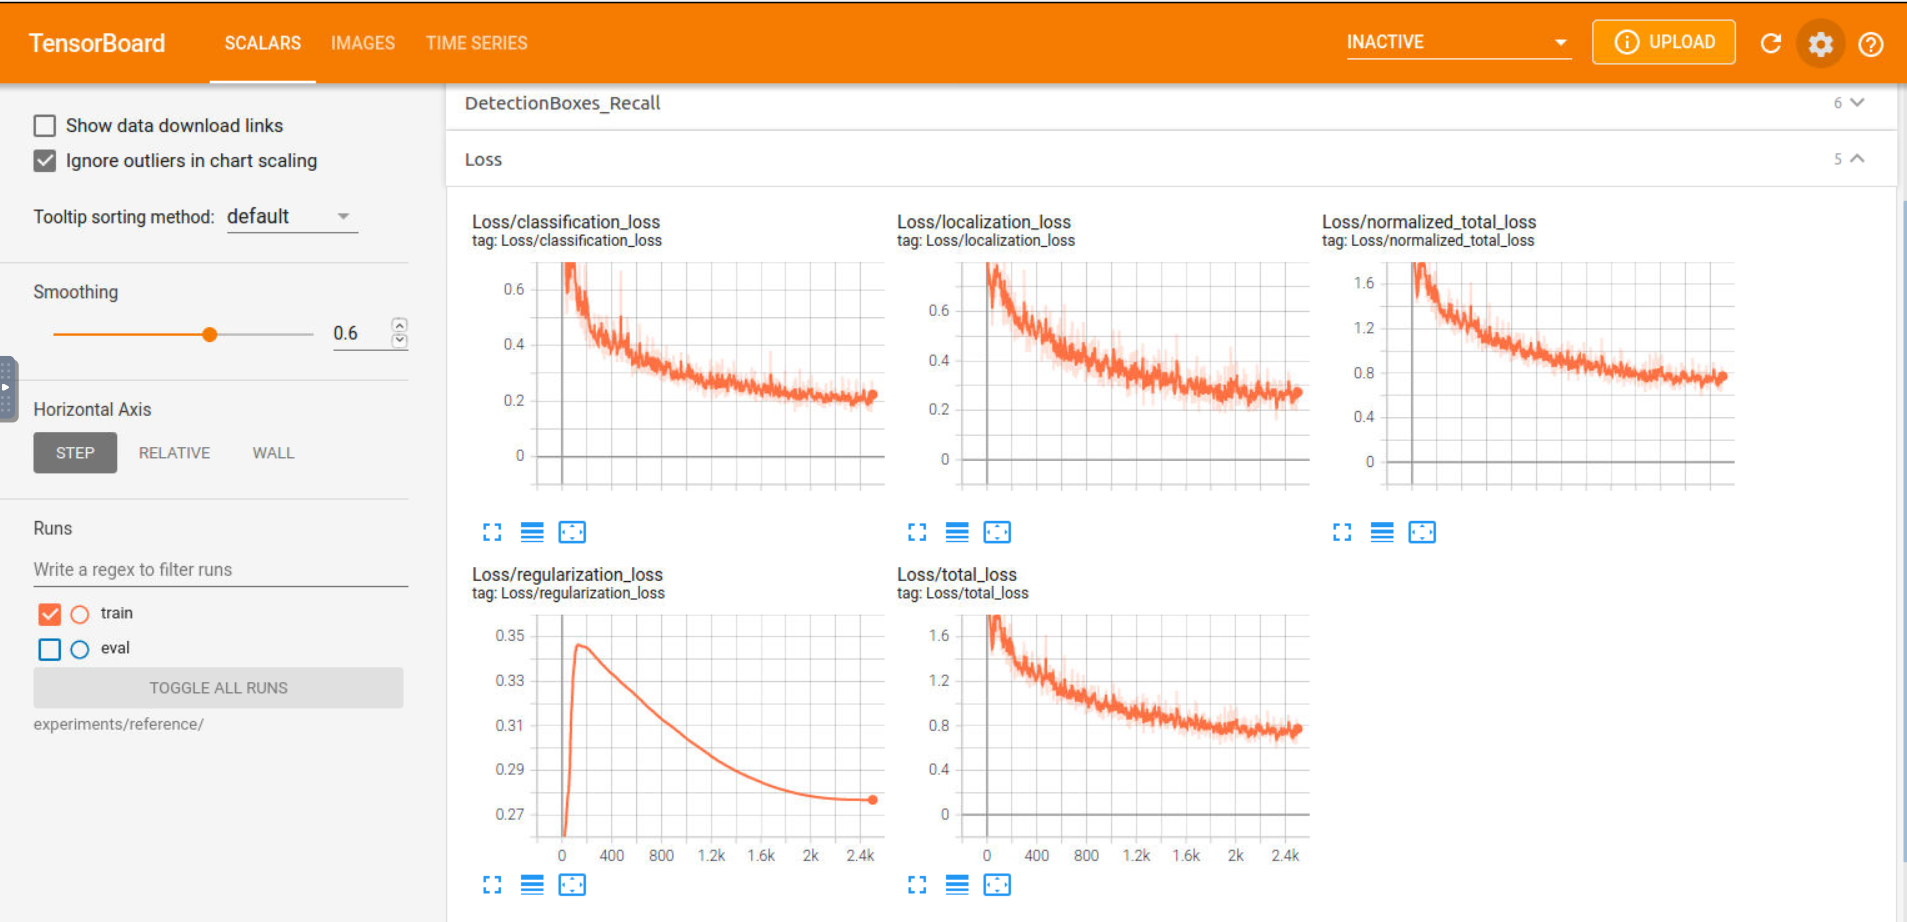 TensorBoard SCALARS IMAGES TIME SERIES INACTIVE UPLOAD
Show data download links
Ignore outliers in chart scaling
Tooltip sorting method: default
Smoothing
0.6
Horizontal Axis
STEP RELATIVE WALL
Runs
Write a regex to filter runs
train
eval
TOGGLE ALL RUNS
experiments/reference/
DetectionBoxes_Recall 6
Loss 5
Loss/classification_loss
tag: Loss/classification_loss
0.6
0.4
0.2
0
Loss/localization_loss
tag: Loss/localization_loss
0.6
0.4
0.2
0
Loss/normalized_total_loss
tag: Loss/normalized_total_loss
1.6
1.2
0.8
0.4
0
Loss/regularization_loss
tag: Loss/regularization_loss
0.35
0.33
0.31
0.29
0.27
0 400 800 1.2k 1.6k 2k 2.4k
Loss/total_loss
tag: Loss/total_loss
1.6
1.2
0.8
0.4
0
0 400 800 1.2k 1.6k 2k 2.4k